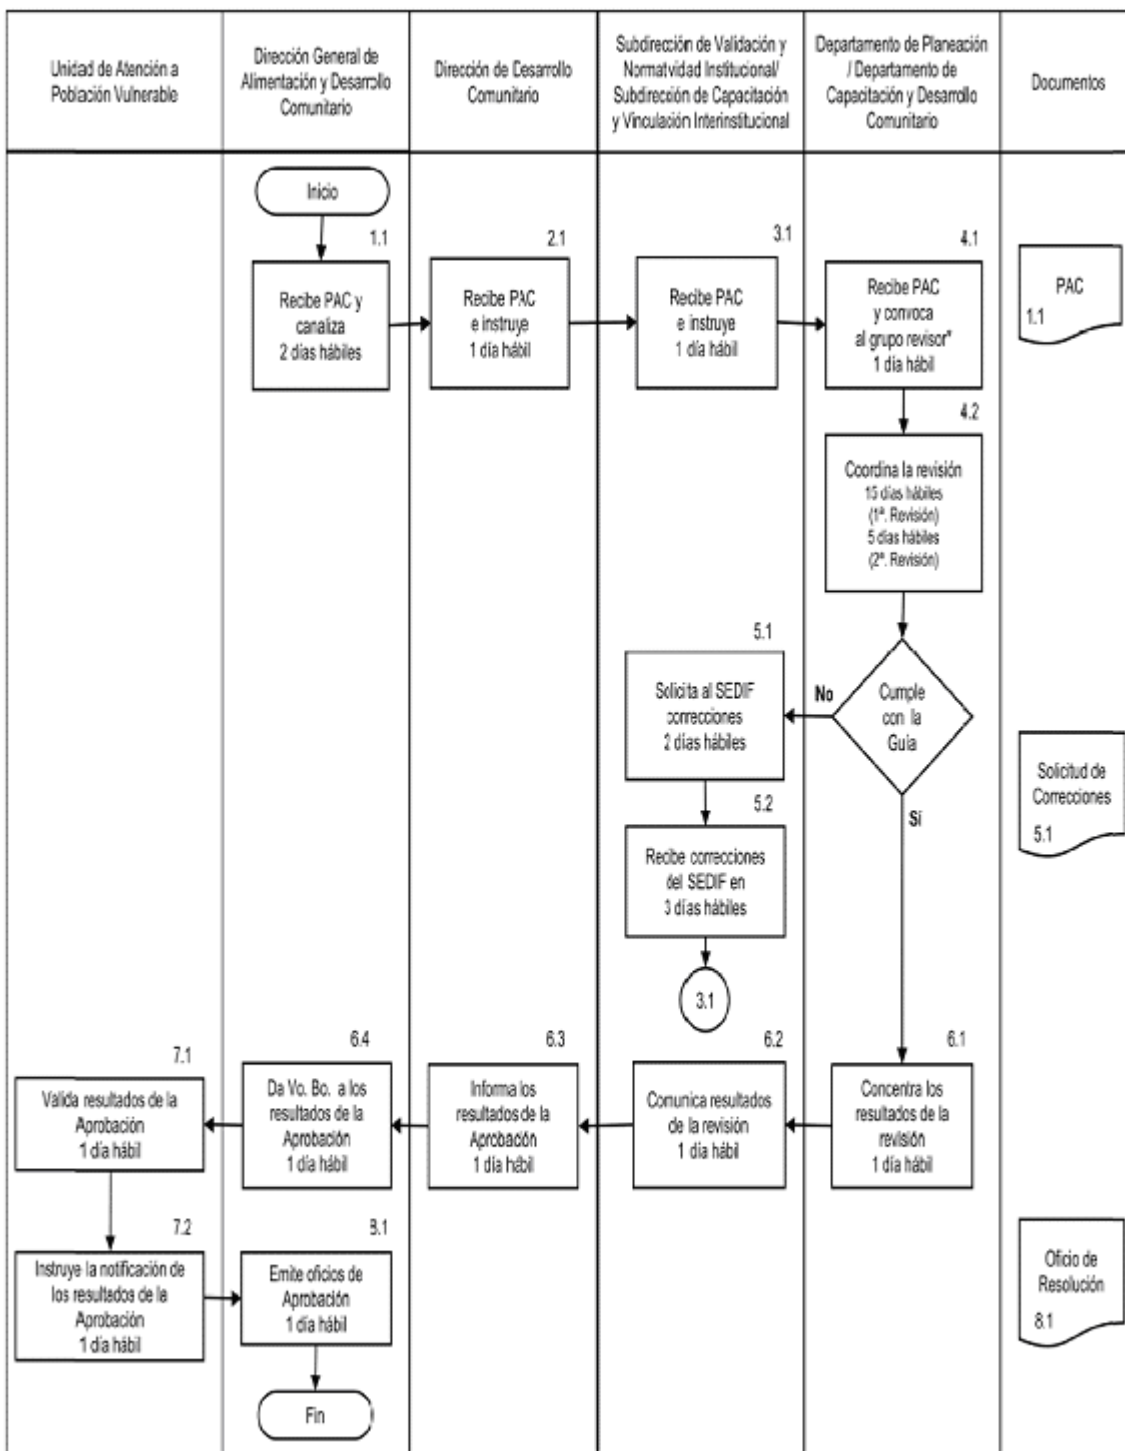 Unidad de Atención a
Población Vulnerable
Dirección General de
Alimentación y Desarrollo
Comunitario
Dirección de Desarrollo
Comunitario
Subdirección de Validación y
Normatvidad Institucional/
Subdirección de Capacitación
y Vinculación Interinstitucional
Departamento de Planeación
/ Departamento de
Capacitación y Desarrollo
Comunitario
Documentos
Inicio
1.1
Recibe PAC y
canaliza
2 días hábiles
2.1
Recibe PAC
e instruye
1 día hábil
3.1
Recibe PAC
e instruye
1 día hábil
4.1
Recibe PAC
y convoca
al grupo revisor*
1 día hábil
PAC
1.1
4.2
Coordina la revisión
15 días hábiles
(1ª. Revisión)
5 días hábiles
(2ª. Revisión)
5.1
Solicita al SEDIF
correcciones
2 días hábiles
No
Cumple
con la
Guía
Sí
Solicitud de
Correcciones
5.1
5.2
Recibe correcciones
del SEDIF en
3 días hábiles
3.1
7.1
Valida resultados de la
Aprobación
1 día hábil
6.4
Da Vo. Bo. a los
resultados de la
Aprobación
1 día hábil
6.3
Informa los
resultados de la
Aprobación
1 día hábil
6.2
Comunica resultados
de la revisión
1 día hábil
6.1
Concentra los
resultados de la
revisión
1 día hábil
7.2
Instruye la notificación de
los resultados de la
Aprobación
1 día hábil
8.1
Emite oficios de
Aprobación
1 día hábil
Oficio de
Resolución
8.1
Fin